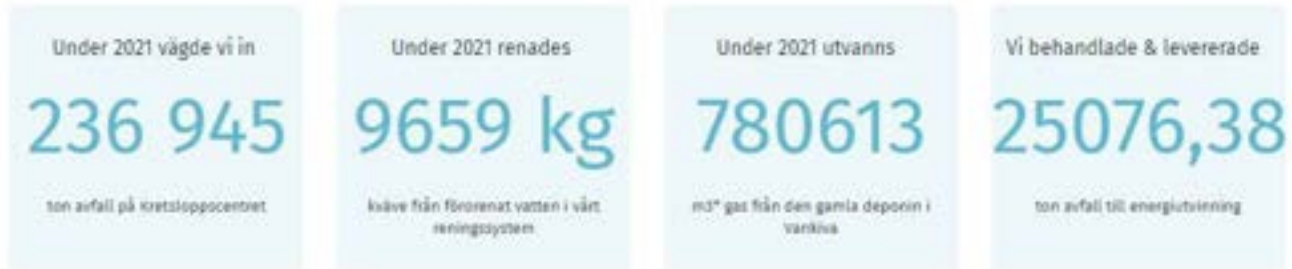 Under 2021 vägde vi in
236 945
ton avfall på Kretsloppscentret
Under 2021 renades
9659 kg
kväve från förorenat vatten i vårt
reningssystem
Under 2021 utvanns
780613
m3* gas från den gamla deponin i
Vankiva
Vi behandlade & levererade
25076,38
ton avfall till energiutvinning